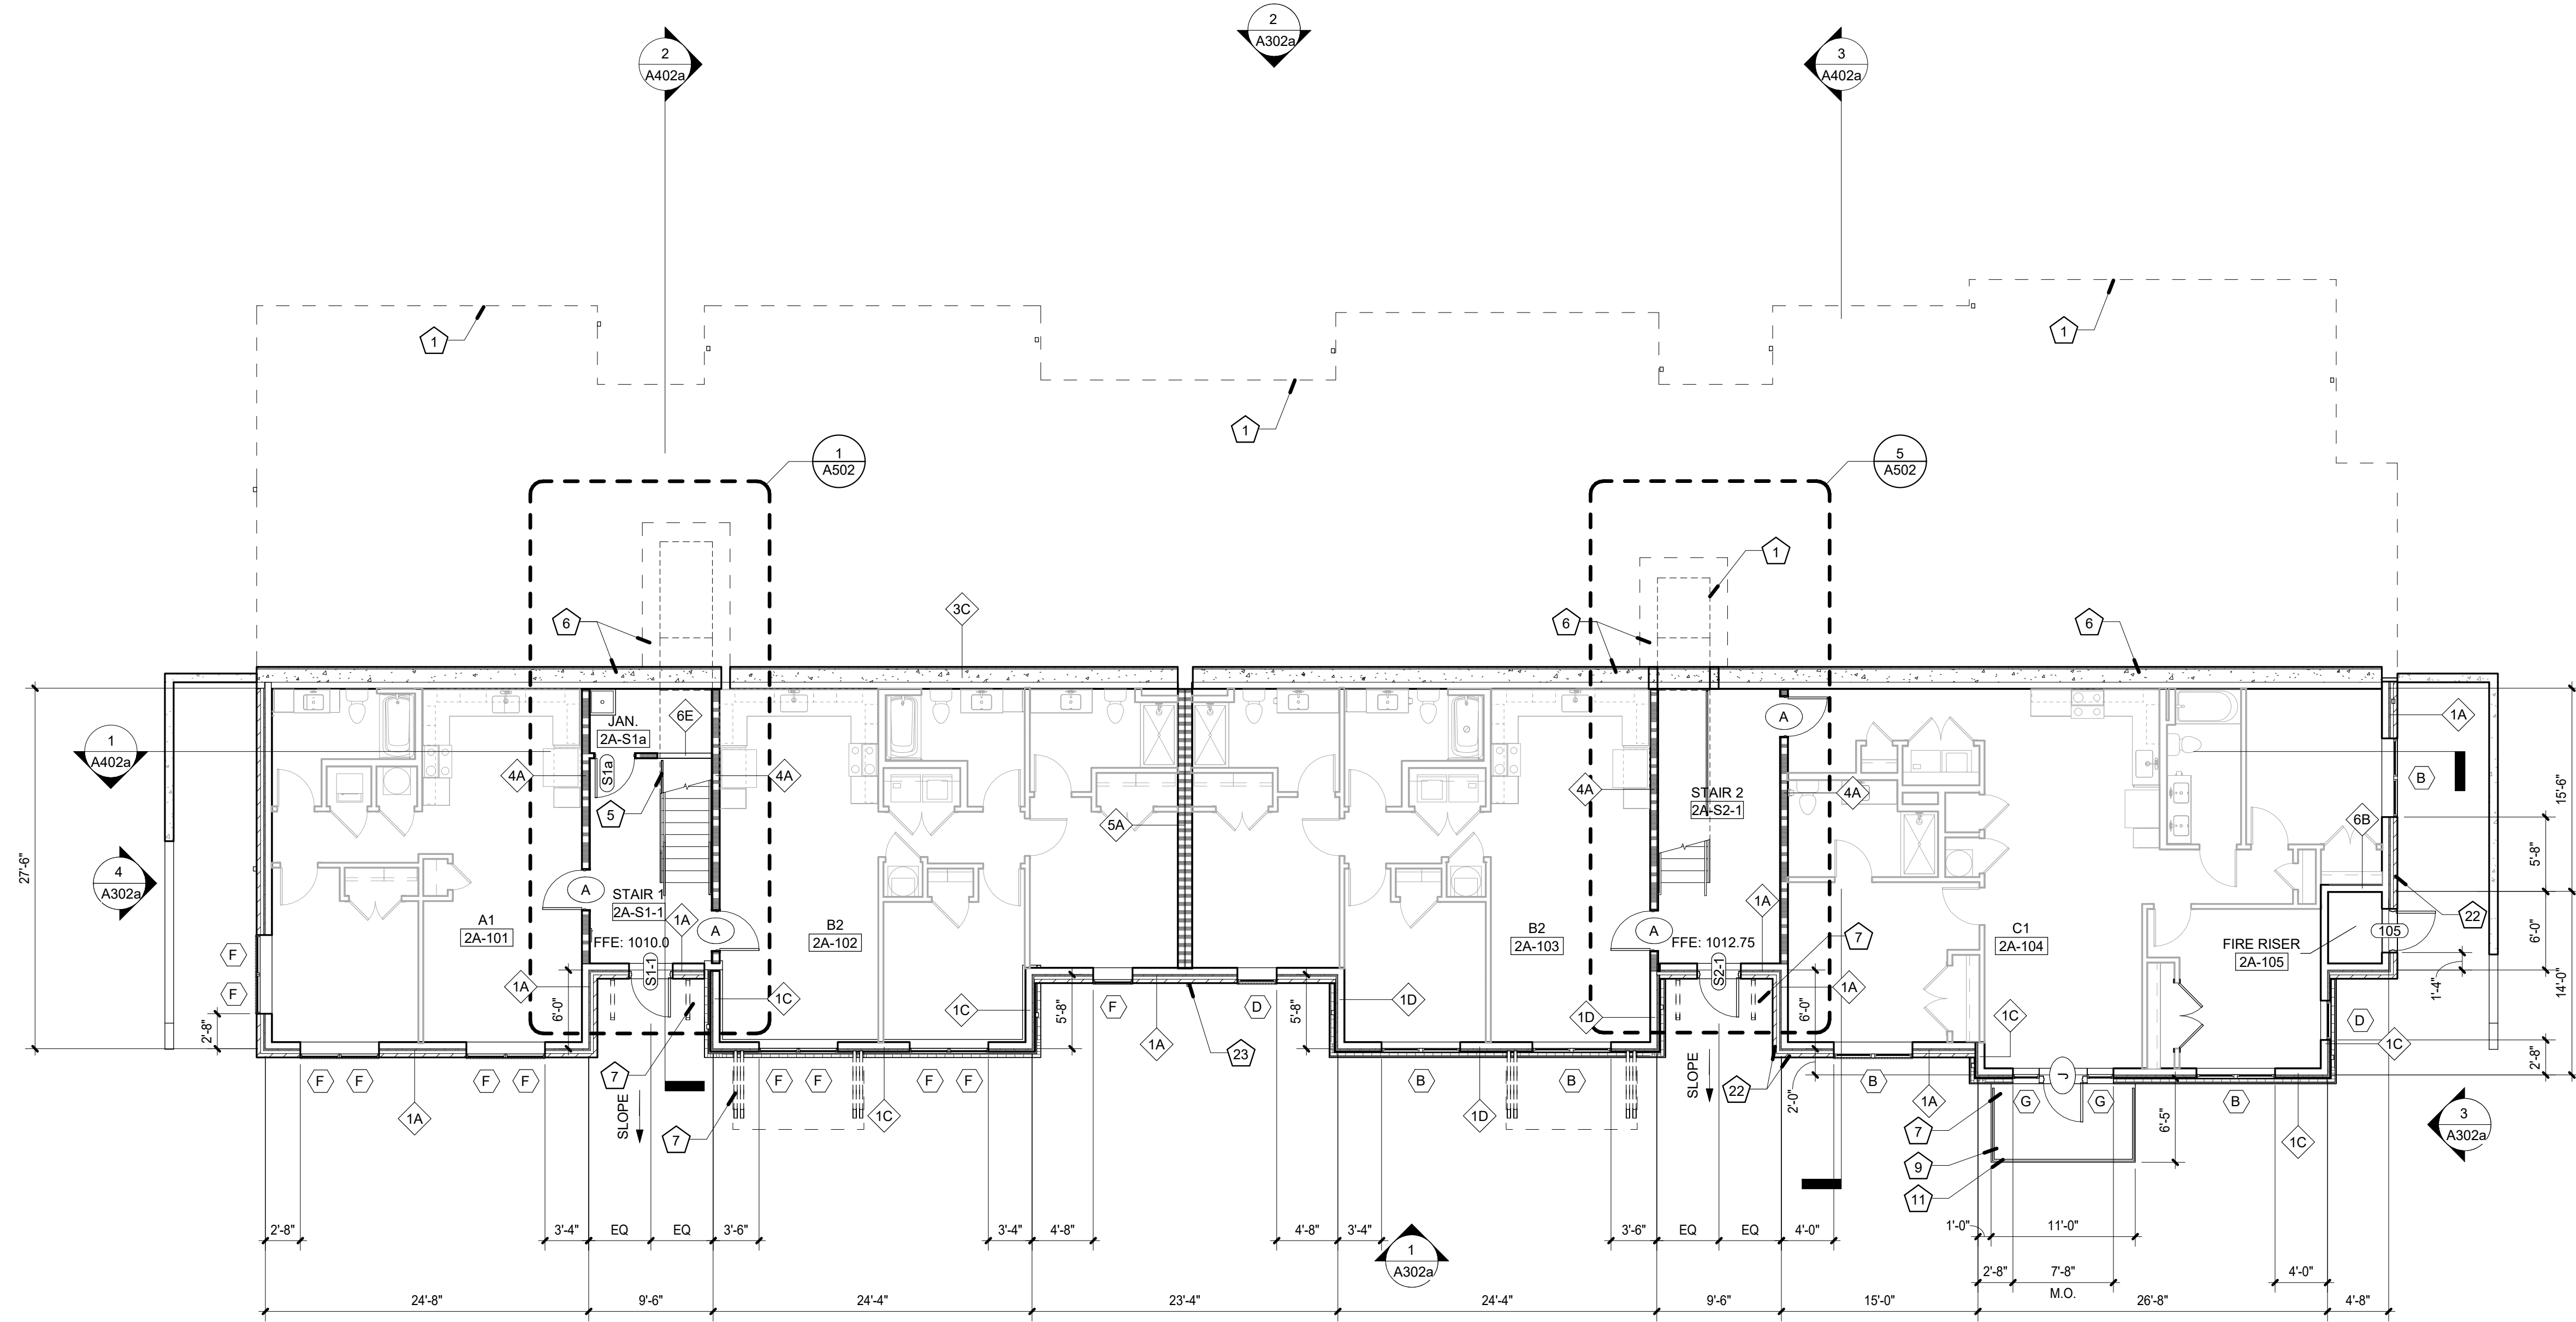 2
A302a
2
A402a
3
A402a
1
1
1
1
A502
5
A502
1
6
3C
6
6
JAN.
2A-S1a
6E
S1a
1
A402a
4A
4A
5
5A
4A
STAIR 2
2A-S2-1
A
4A
1A
B
6B
15'-6"
5'-8"
27'-6"
4
A302a
A
STAIR 1
2A-S1-1
1A
A1
2A-101
FFE: 1010.0
A
B2
2A-102
B2
2A-103
A
FFE: 1012.75
1A
7
C1
2A-104
FIRE RISER
2A-105
105
22
6'-0"
F
F
S1-1
S2-1
1A
6'-0"
1C
1C
5'-8"
F
D
5'-8"
1D
1D
6'-0"
1A
1C
D
1'-4"
14'-0"
2'-8"
1A
23
1C
2'-8"
F
F
F
F
7
F
F
F
F
B
B
22
B
J
G
G
B
1A
SLOPE
7
7
1C
1D
SLOPE
2'-0"
1A
7
9
11
6'-5"
1C
3
A302a
2'-8"
3'-4"
EQ
EQ
3'-6"
3'-4"
4'-8"
4'-8"
3'-4"
3'-6"
EQ
EQ
4'-0"
1'-0"
11'-0"
1
A302a
2'-8"
7'-8"
M.O.
4'-0"
24'-8"
9'-6"
24'-4"
23'-4"
24'-4"
9'-6"
15'-0"
26'-8"
4'-8"